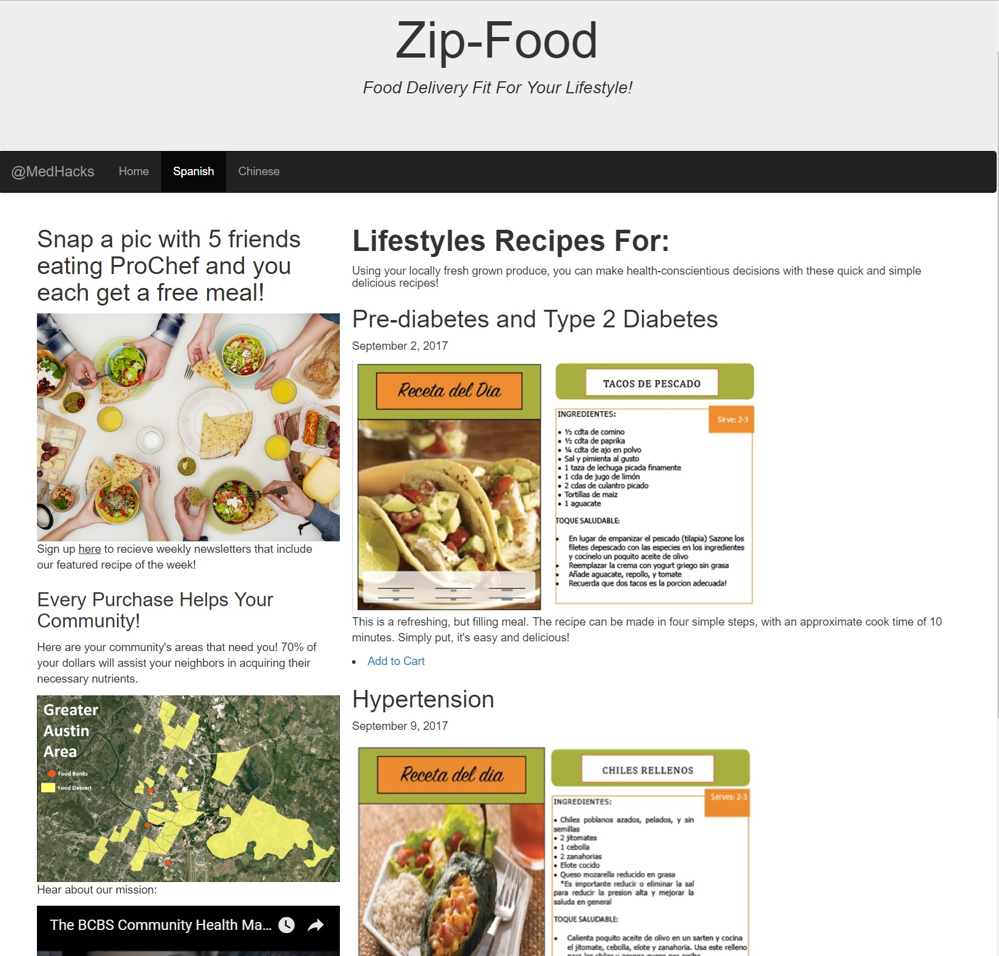 Zip-Food
Food Delivery Fit For Your Lifestyle!
@MedHacks Home Spanish Chinese
Snap a pic with 5 friends
eating ProChef and you
each get a free meal!
Sign up here to recieve weekly newsletters that include
our featured recipe of the week!
Every Purchase Helps Your
Community!
Here are your community's areas that need you! 70% of
your dollars will assist your neighbors in acquiring their
necessary nutrients.
Greater
Austin
Area
Food Banks
Food Dessert
Hear about our mission:
The BCBS Community Health Ma...
Lifestyles Recipes For:
Using your locally fresh grown produce, you can make health-conscientious decisions with these quick and simple
delicious recipes!
Pre-diabetes and Type 2 Diabetes
September 2, 2017
Receta del Dia
TACOS DE PESCADO
Sirve: 2-3
INGREDIENTES:
• ½ cdta de comino
• ½ cdta de paprika
• ¼ cdta de ajo en polvo
• Sal y pimienta al gusto
• 1 taza de lechuga picada finamente
• 1 cda de jugo de limón
• 2 cdas de culantro picado
• Tortillas de maiz
• 1 aguacate
TOQUE SALUDABLE:
• En lugar de empanizar el pescado (tilapia) Sazone los
filetes depescado con las especies en los ingredientes
y cocínelo un poquito aceite de olivo
• Reemplazar la crema con yogurt griego sin grasa
• Añade aguacate, repollo, y tomate
• Recuerda que dos tacos es la porcion adecuada!
This is a refreshing, but filling meal. The recipe can be made in four simple steps, with an approximate cook time of 10
minutes. Simply put, it's easy and delicious!
• Add to Cart
Hypertension
September 9, 2017
Receta del dia
CHILES RELLENOS
Serves: 2-3
INGREDIENTES:
• Chiles poblanos azados, pelados, y sin
semillas
• 2 jitomates
• 1 cebolla
• 2 zanahorias
• Elote cocido
• Queso mozarella reducido en grasa
*Es importante reducir o eliminar la sal
para reducir la presion alta y mejorar la
saluda en general
TOQUE SALUDABLE:
• Calienta poquito aceite de olivo en un sarten y cocina
el jitomate, cebolla, elote y zanahoria. Usa este relleno